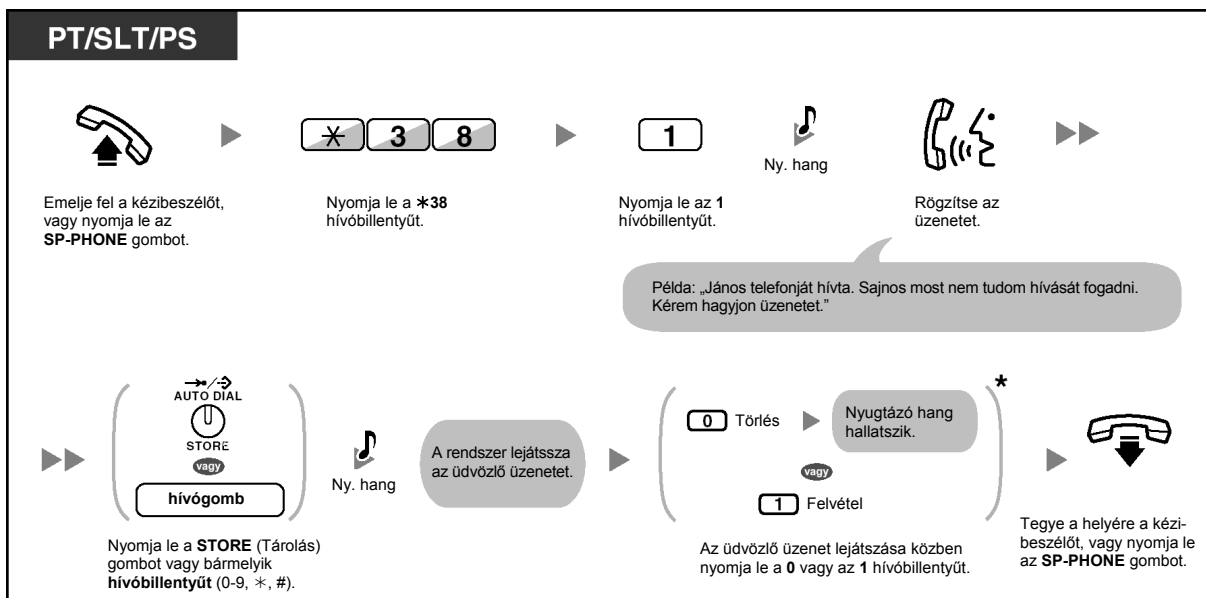 PT/SLT/PS
✳ 3 8
1
Ny. hang
Emelje fel a kézibeszélőt,
vagy nyomja le az
SP-PHONE gombot.
Nyomja le a ✳38
hívóbillentyűt.
Nyomja le az 1
hívóbillentyűt.
Rögzítse az
üzenetet.
Példa: „János telefonját hívta. Sajnos most nem tudom hívását fogadni.
Kérem hagyjon üzenetet.”
AUTO DIAL
STORE
vagy
hívógomb
Ny. hang
A rendszer lejátssza
az üdvözlő üzenetet.
0 Törlés
Nyugtázó hang
hallatszik.
vagy
1 Felvétel
*
Nyomja le a STORE (Tárolás)
gombot vagy bármelyik
hívóbillentyűt (0-9, ✳, #).
Az üdvözlő üzenet lejátszása közben
nyomja le a 0 vagy az 1 hívóbillentyűt.
Tegye a helyére a kézi-
beszélőt, vagy nyomja le
az SP-PHONE gombot.